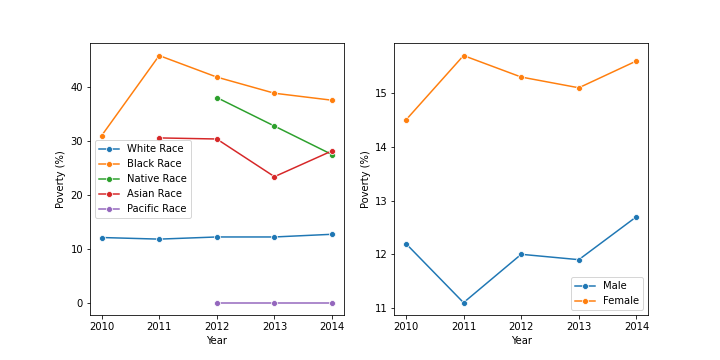 40
30
20
10
0
Poverty (%)
White Race
Black Race
Native Race
Asian Race
Pacific Race
2010 2011 2012 2013 2014
Year
15
14
13
12
11
Poverty (%)
Male
Female
2010 2011 2012 2013 2014
Year